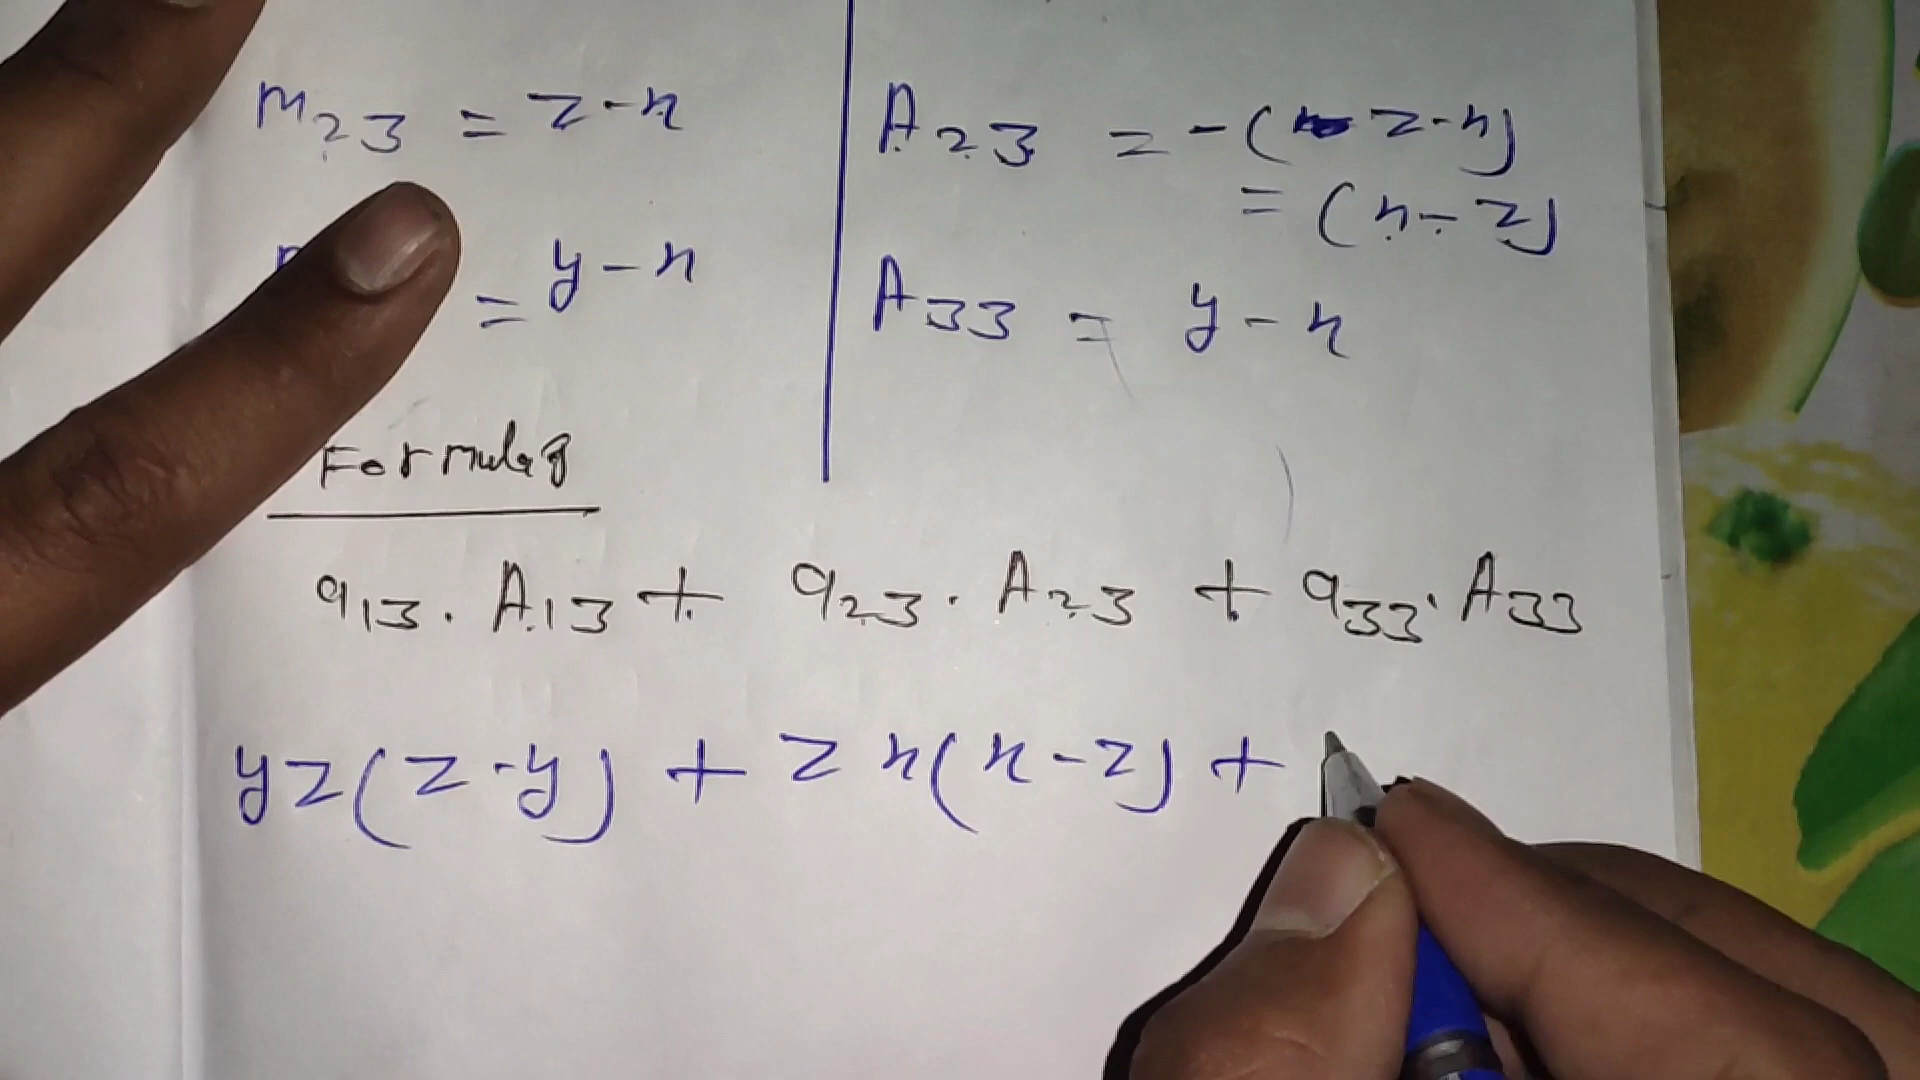 m23 = z-x
A23 = -(z-x)
= (x-z)
= y-x
A33 = y-x
Formula:
a13. A13 + a23. A23 + a33. A33
yz(z-y) + zx(x-z) +